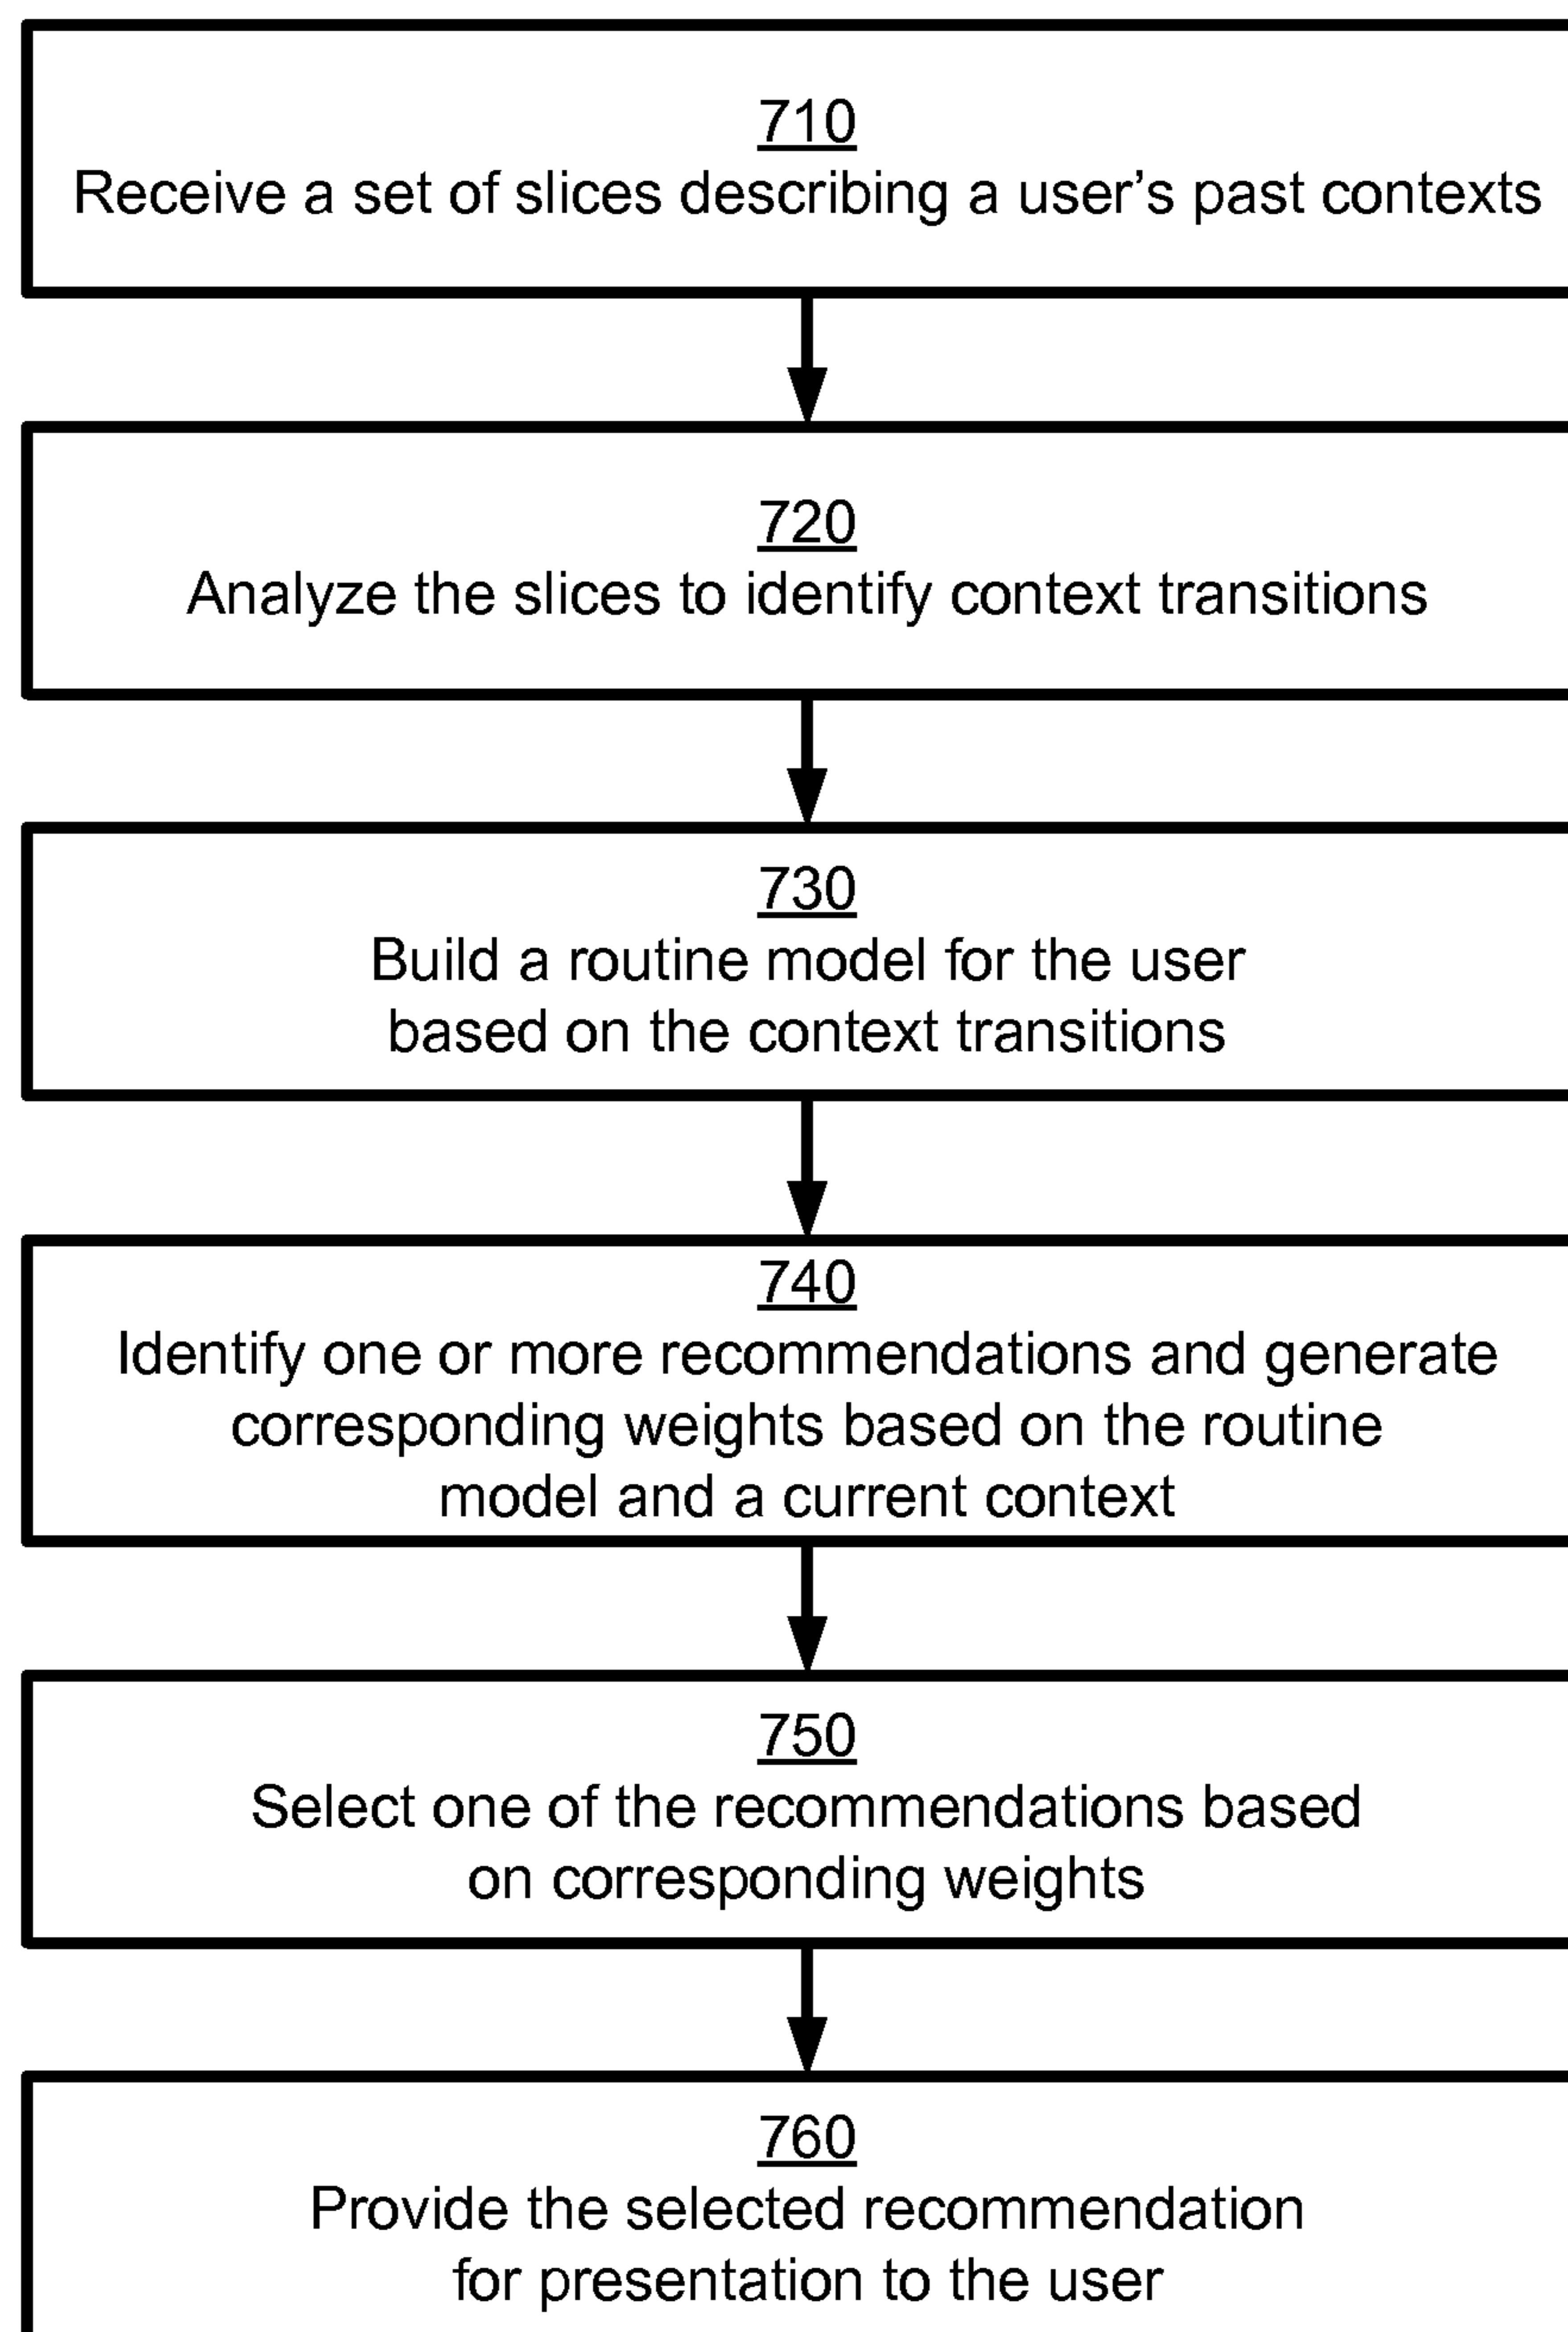 710
Receive a set of slices describing a user’s past contexts
720
Analyze the slices to identify context transitions
730
Build a routine model for the user
based on the context transitions
740
Identify one or more recommendations and generate
corresponding weights based on the routine
model and a current context
750
Select one of the recommendations based
on corresponding weights
760
Provide the selected recommendation
for presentation to the user